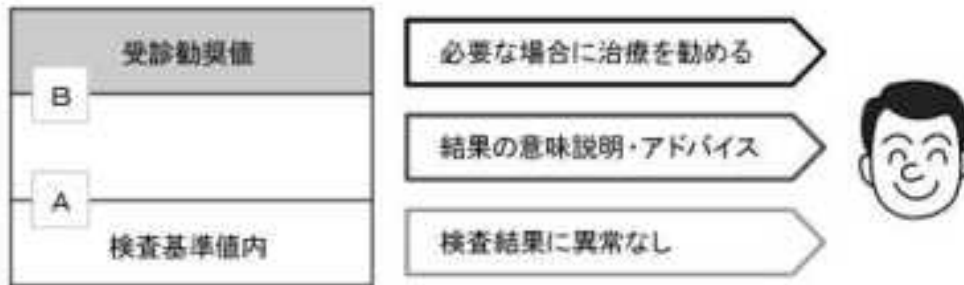 受診勧奨値
必要な場合に治療を勧める
B
結果の意味説明・アドバイス
A
検査基準値内
検査結果に異常なし